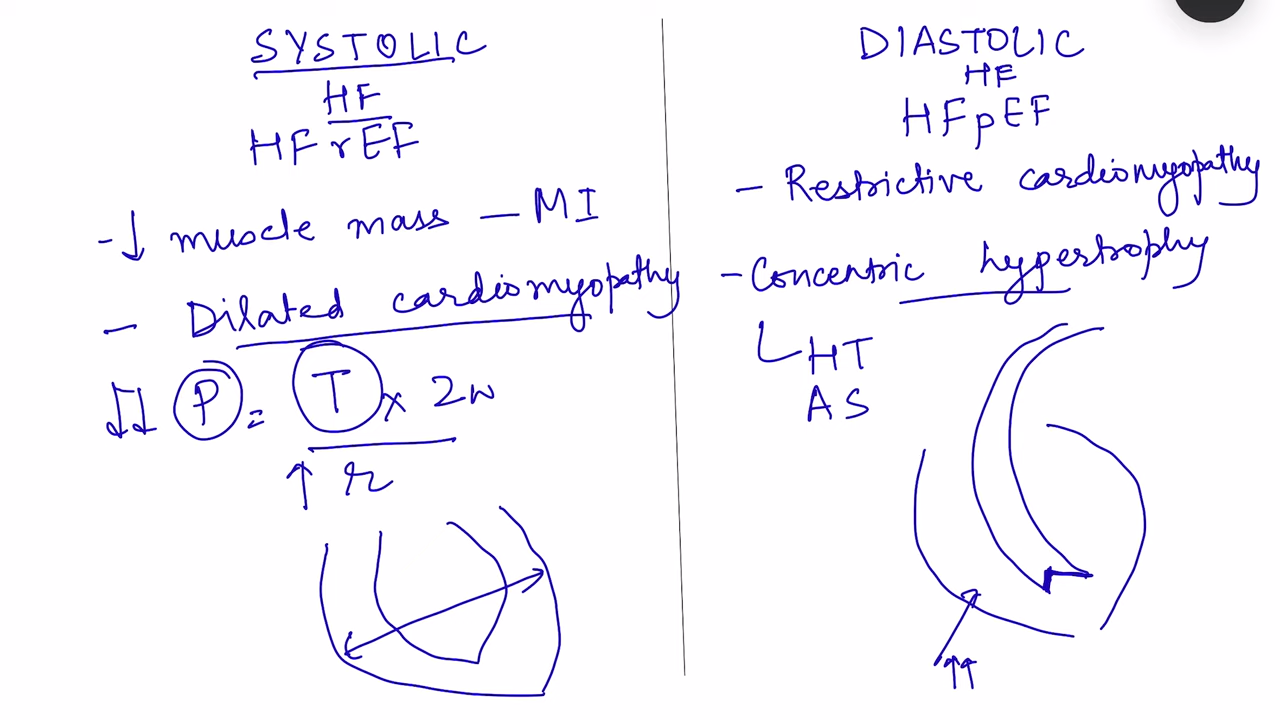 SYSTOLIC
HF
HFrEF
-↓ muscle mass — MI
— Dilated cardiomyopathy
↓↓ P = T x 2w
↑ r
DIASTOLIC
HF
HFpEF
— Restrictive cardiomyopathy
- Concentric hypertrophy
HT
AS
↑↑